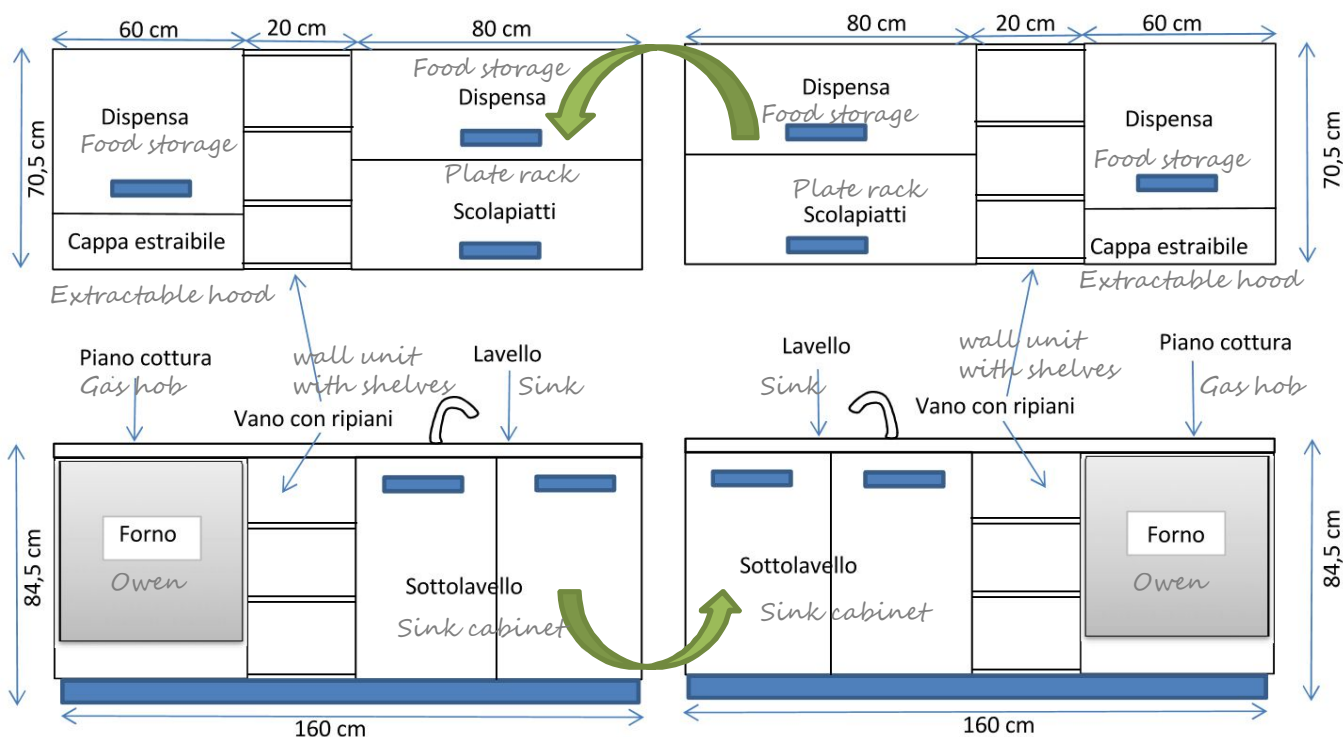 60 cm
20 cm
80 cm
70,5 cm
Dispensa
Food storage
Cappa estraibile
Extractable hood
Food storage
Dispensa
Plate rack
Scolapiatti
Piano cottura
Gas hob
wall unit
with shelves
Vano con ripiani
Lavello
Sink
84,5 cm
Forno
Owen
Sottolavello
Sink cabinet
160 cm
80 cm
20 cm
60 cm
70,5 cm
Dispensa
Food storage
Plate rack
Scolapiatti
Dispensa
Food storage
Cappa estraibile
Extractable hood
Lavello
Sink
wall unit
with shelves
Vano con ripiani
Piano cottura
Gas hob
84,5 cm
Sottolavello
Sink cabinet
Forno
Owen
160 cm